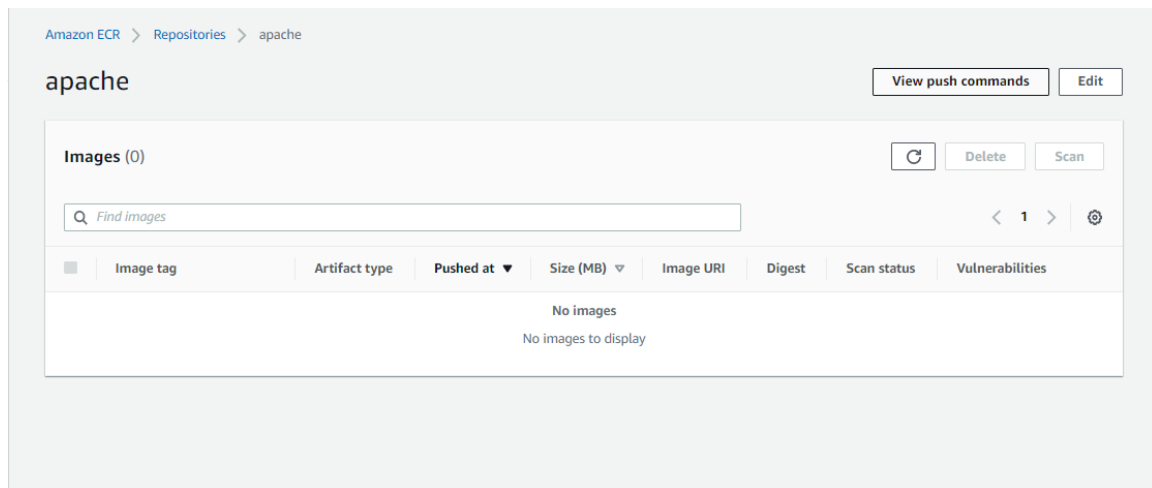 Amazon ECR > Repositories > apache
apache
View push commands Edit
Images (0)
Delete Scan
Find images
1
Image tag Artifact type Pushed at Size (MB) Image URI Digest Scan status Vulnerabilities
No images
No images to display